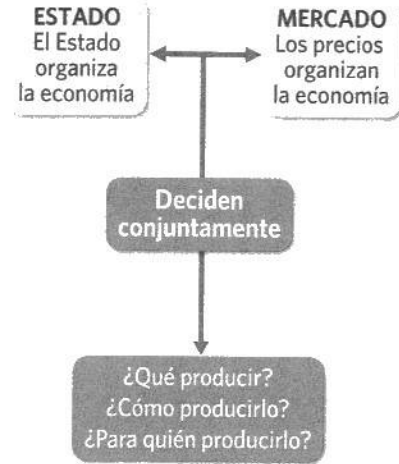 ESTADO
El Estado
organiza
la economía
MERCADO
Los precios
organizan
la economía
Deciden
conjuntamente
¿Qué producir?
¿Cómo producirlo?
¿Para quién producirlo?